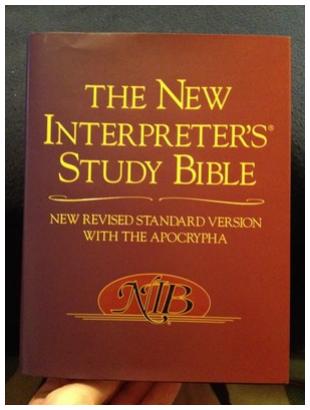 THE NEW
INTERPRETER'S®
STUDY BIBLE
NEW REVISED STANDARD VERSION
WITH THE APOCRYPHA
NIB